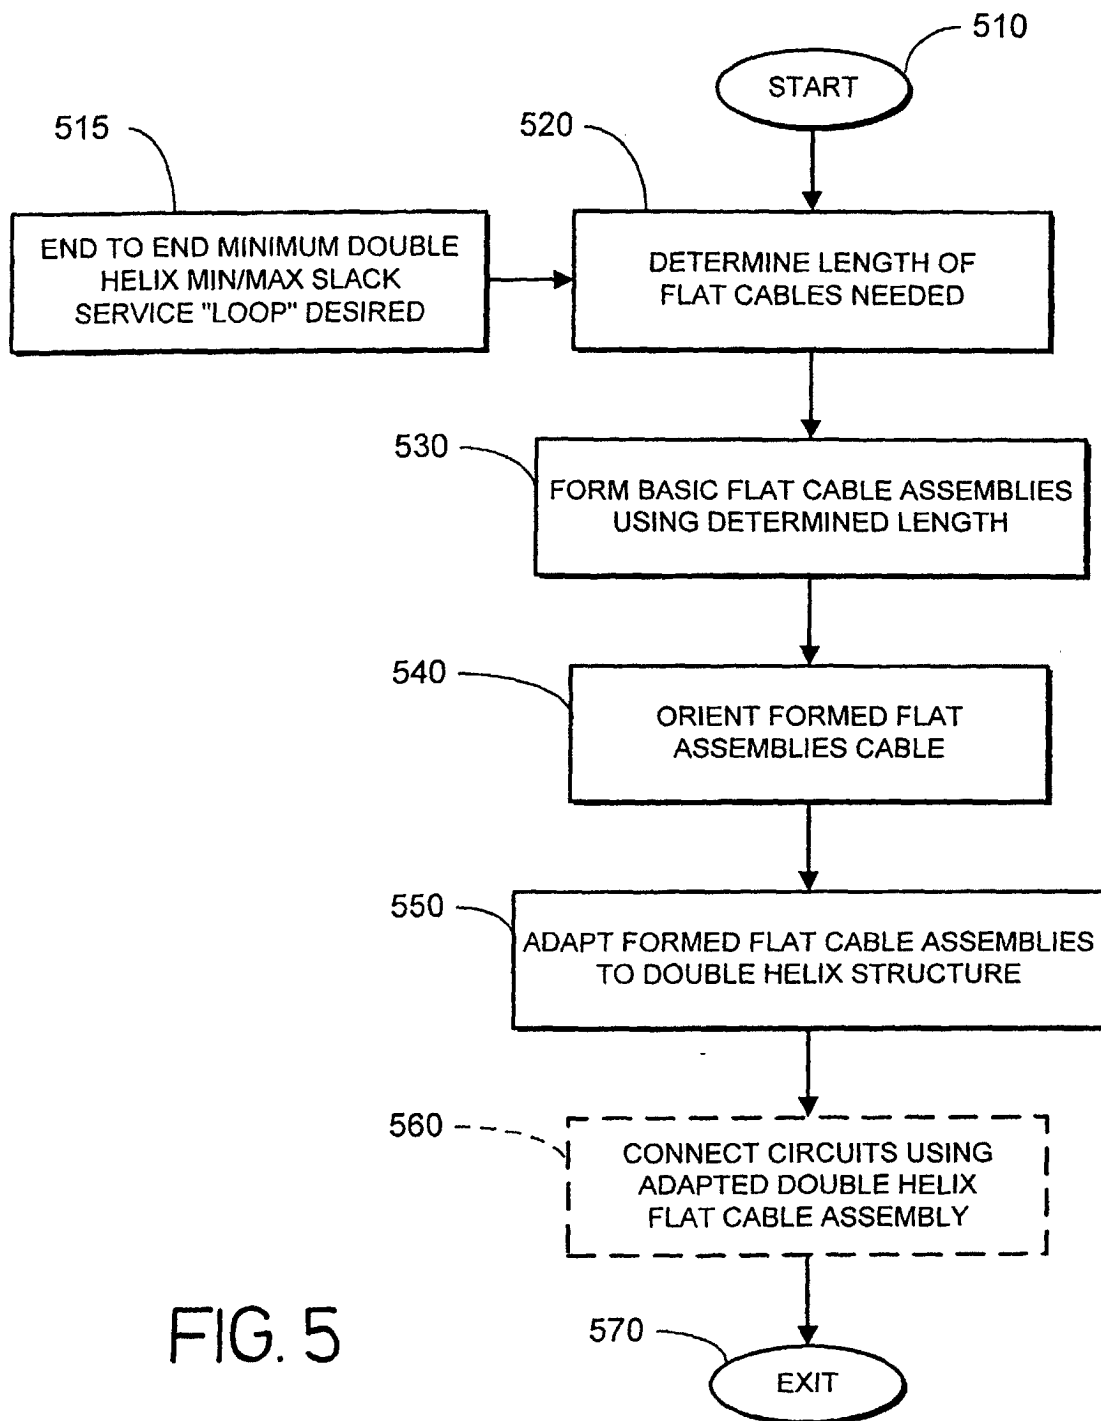 510
START
515
520
END TO END MINIMUM DOUBLE
HELIX MIN/MAX SLACK
SERVICE "LOOP" DESIRED
DETERMINE LENGTH OF
FLAT CABLES NEEDED
530
FORM BASIC FLAT CABLE ASSEMBLIES
USING DETERMINED LENGTH
540
ORIENT FORMED FLAT
ASSEMBLIES CABLE
550
ADAPT FORMED FLAT CABLE ASSEMBLIES
TO DOUBLE HELIX STRUCTURE
560
CONNECT CIRCUITS USING
ADAPTED DOUBLE HELIX
FLAT CABLE ASSEMBLY
570
EXIT
FIG. 5